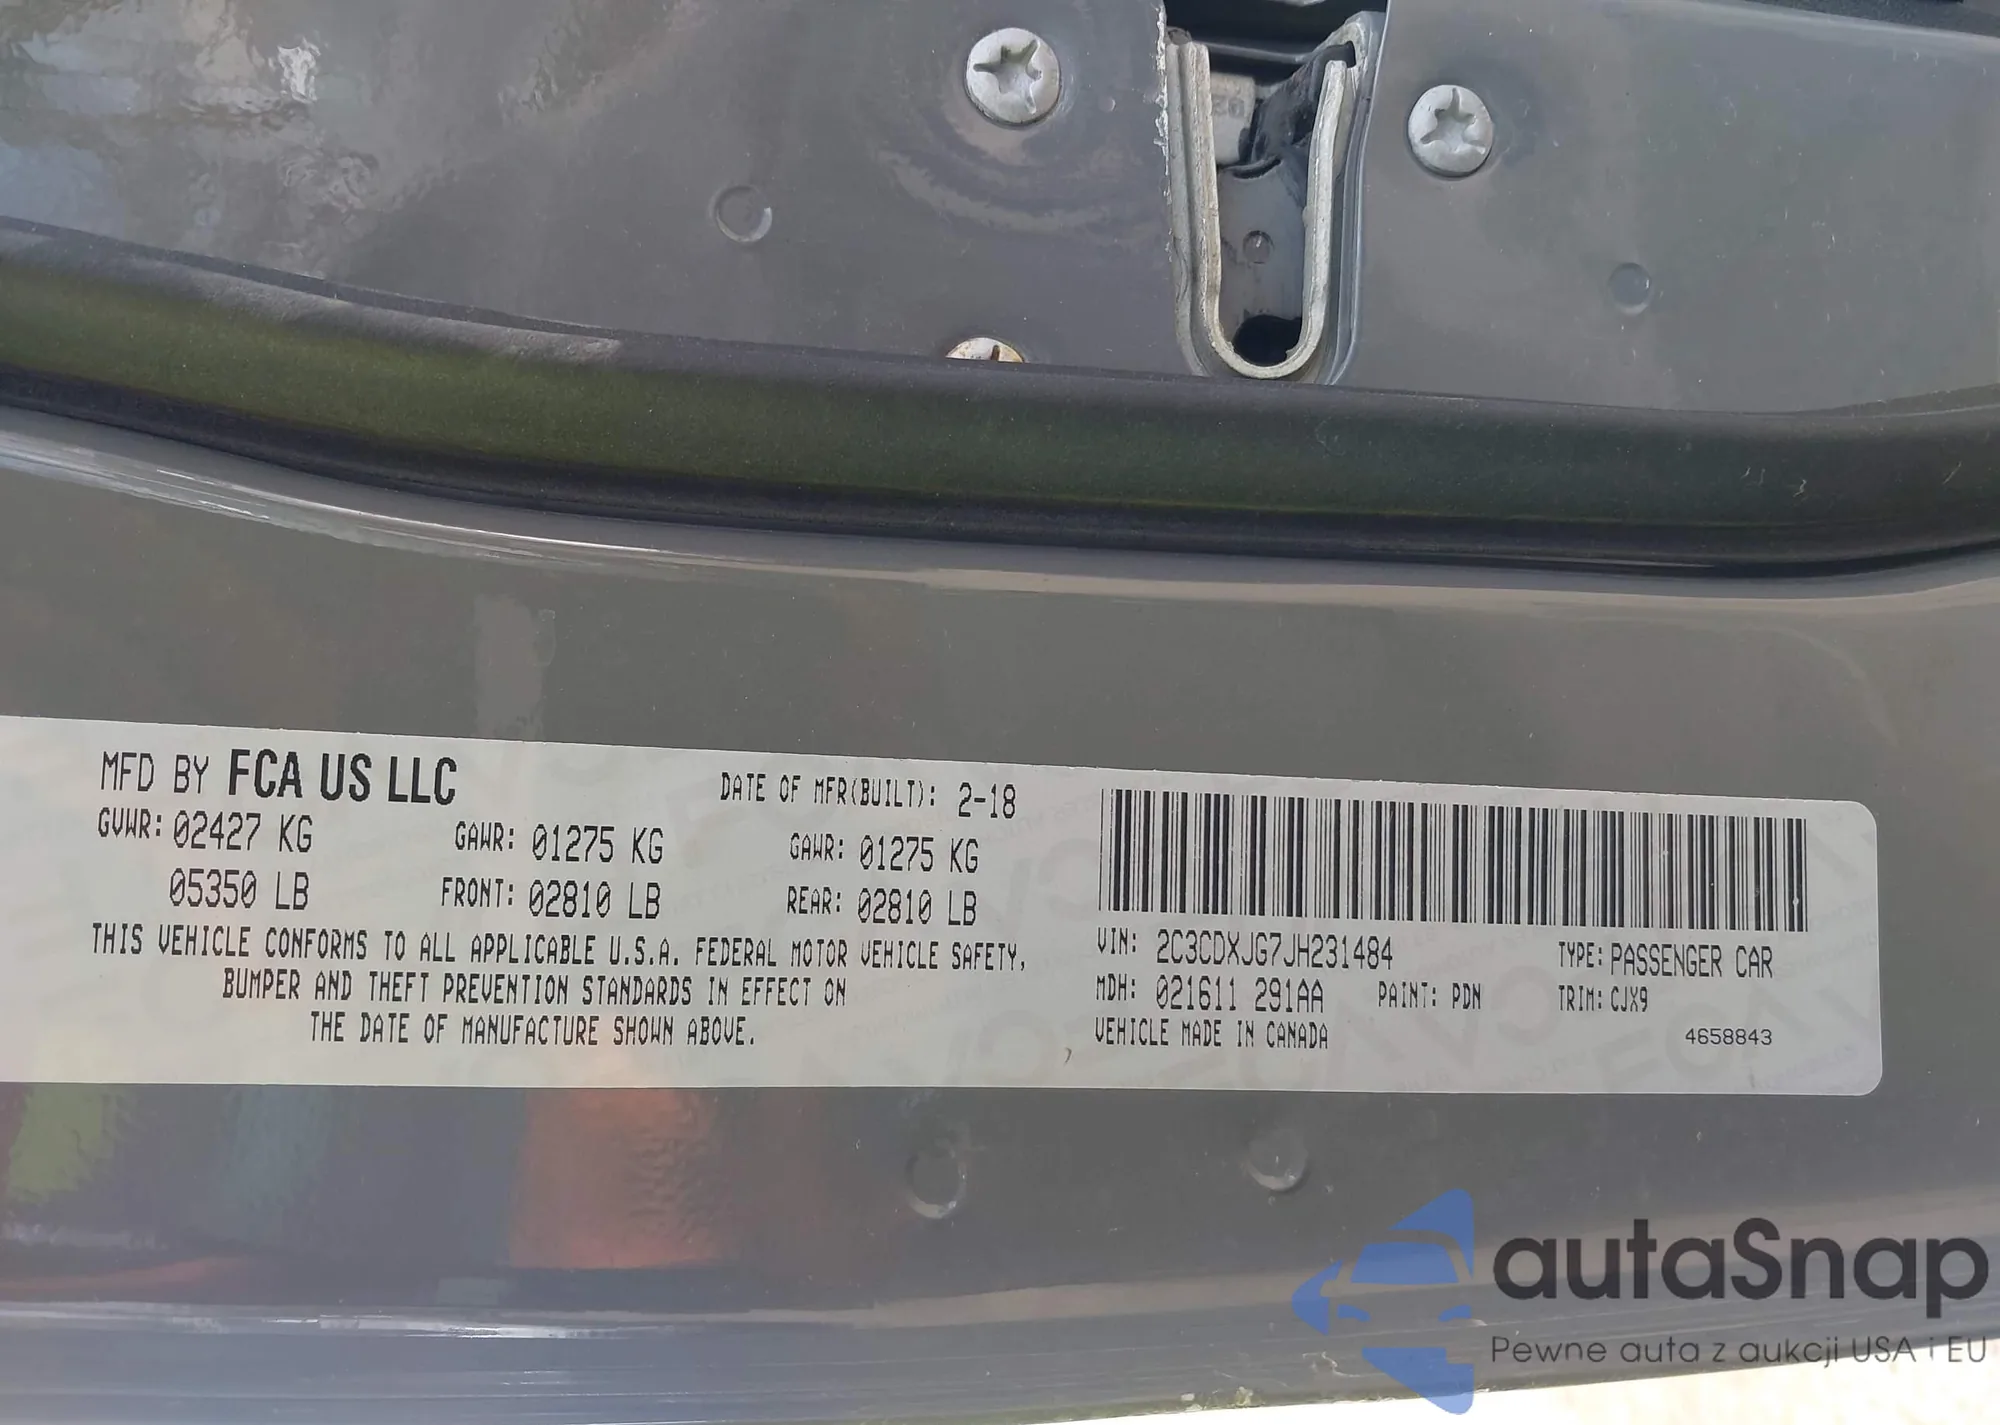 MFD BY FCA US LLC
DATE OF MFR(BUILT): 2-18
GVWR: 02427 KG
GAWR: 01275 KG
GAWR: 01275 KG
05350 LB
FRONT: 02810 LB
REAR: 02810 LB
THIS VEHICLE CONFORMS TO ALL APPLICABLE U.S.A. FEDERAL MOTOR VEHICLE SAFETY,
BUMPER AND THEFT PREVENTION STANDARDS IN EFFECT ON
THE DATE OF MANUFACTURE SHOWN ABOVE.
VIN: 2C3CDXJG7JH231484
TYPE: PASSENGER CAR
MDH: 021611 291AA
PAINT: PDN
TRIM: CJX9
VEHICLE MADE IN CANADA
4658843
autaSnap
Pewne auta z aukcji USA i EU